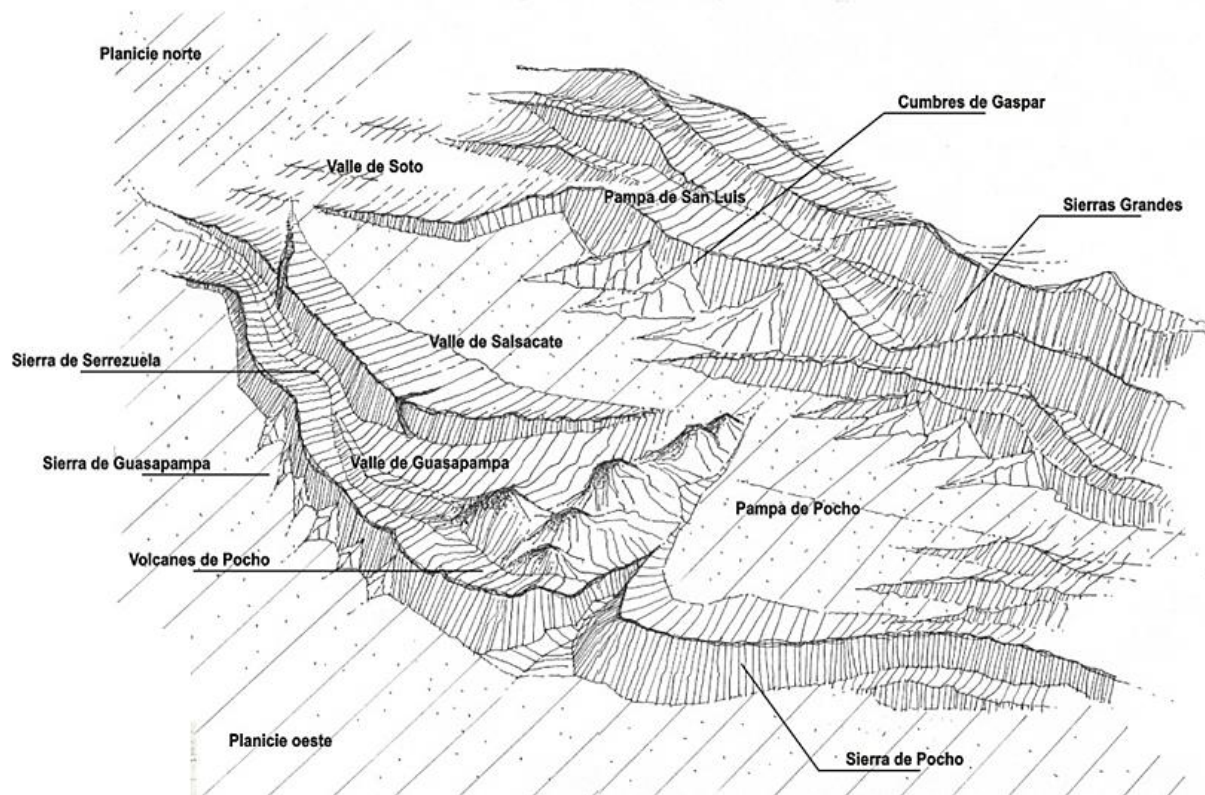 Planicie norte
Cumbres de Gaspar
Valle de Soto
Pampa de San Luis
Sierras Grandes
Valle de Salsacate
Sierra de Serrezuela
Valle de Guasapampa
Sierra de Guasapampa
Pampa de Pocho
Volcanes de Pocho
Planicie oeste
Sierra de Pocho